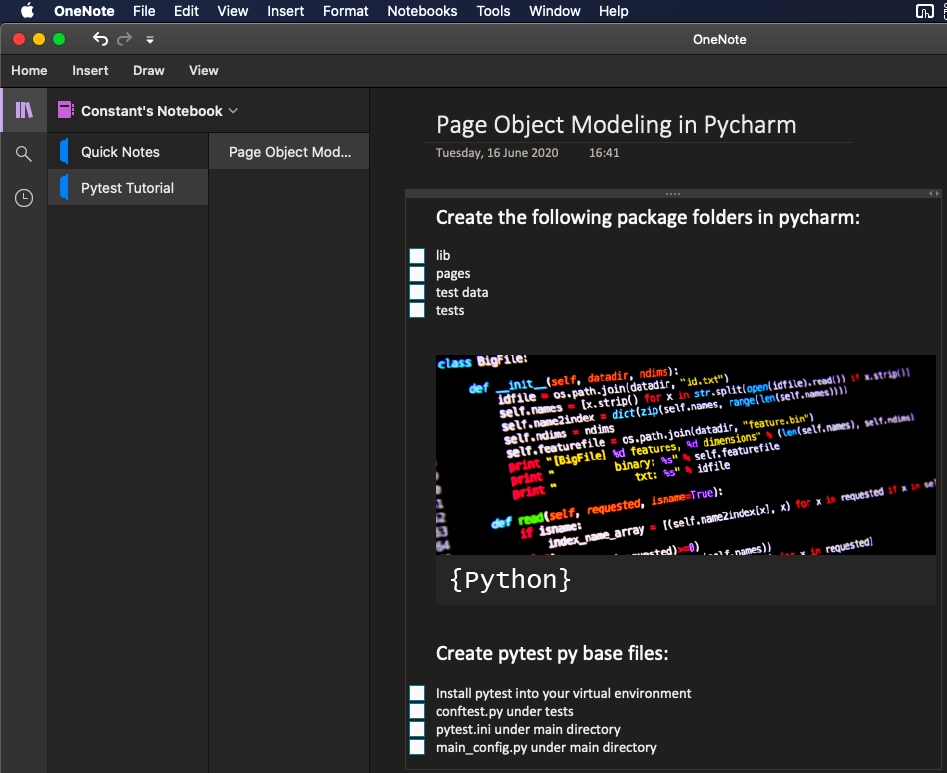 OneNote File Edit View Insert Format Notebooks Tools Window Help
OneNote
Home Insert Draw View
Constant's Notebook
Quick Notes
Pytest Tutorial
Page Object Mod...
Page Object Modeling in Pycharm
Tuesday, 16 June 2020 16:41
Create the following package folders in pycharm:
lib
pages
test data
tests
class BigFile:
def __init__(self, datadir, ndims):
idfile = os.path.join(datadir, "id.txt")
self.names = [x.strip() for x in str.split(open(idfile).read()) if x.strip()]
self.name2index = dict(zip(self.names, range(len(self.names))))
self.ndims = ndims
self.featurefile = os.path.join(datadir, "feature.bin")
print "[BigFile] %d features, %d dimensions" % (len(self.names), self.ndims)
print " binary: %s" % self.featurefile
print " txt: %s" % idfile
def read(self, requested, isname=True):
if isname:
index_name_array = [(self.name2index[x], x) for x in requested if x in
{Python}
Create pytest py base files:
Install pytest into your virtual environment
conftest.py under tests
pytest.ini under main directory
main_config.py under main directory